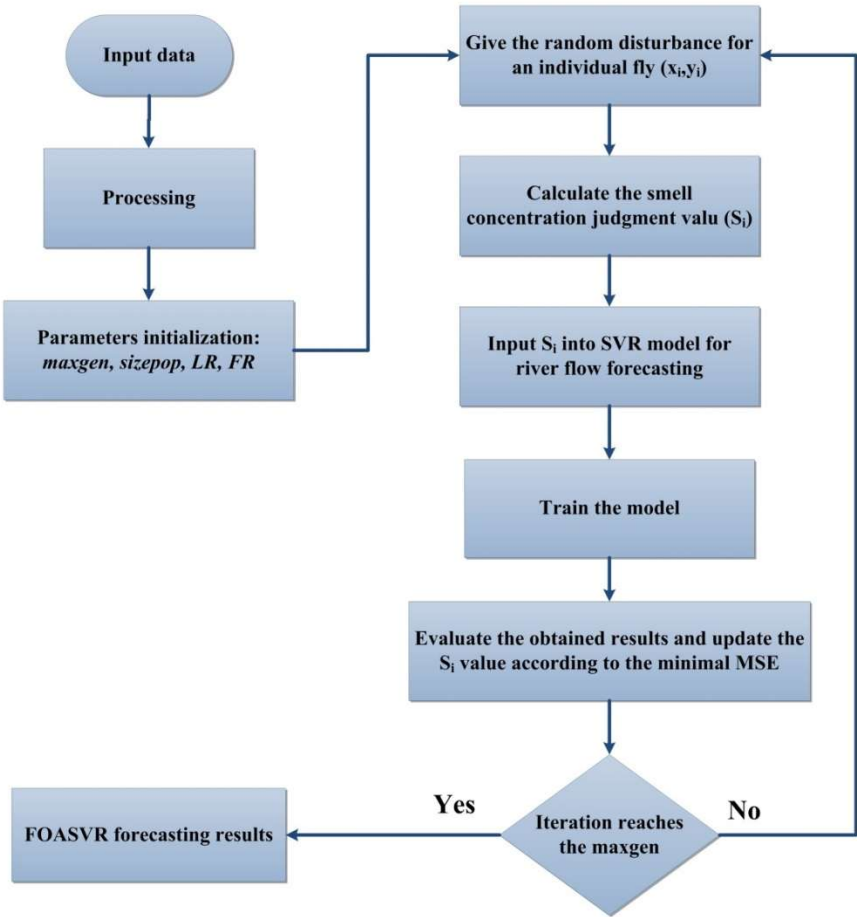 Input data
Processing
Parameters initialization:
maxgen, sizepop, LR, FR
Give the random disturbance for
an individual fly (xᵢ,yᵢ)
Calculate the smell
concentration judgment valu (Sᵢ)
Input Sᵢ into SVR model for
river flow forecasting
Train the model
Evaluate the obtained results and update the
Sᵢ value according to the minimal MSE
Iteration reaches
the maxgen
Yes
No
FOASVR forecasting results